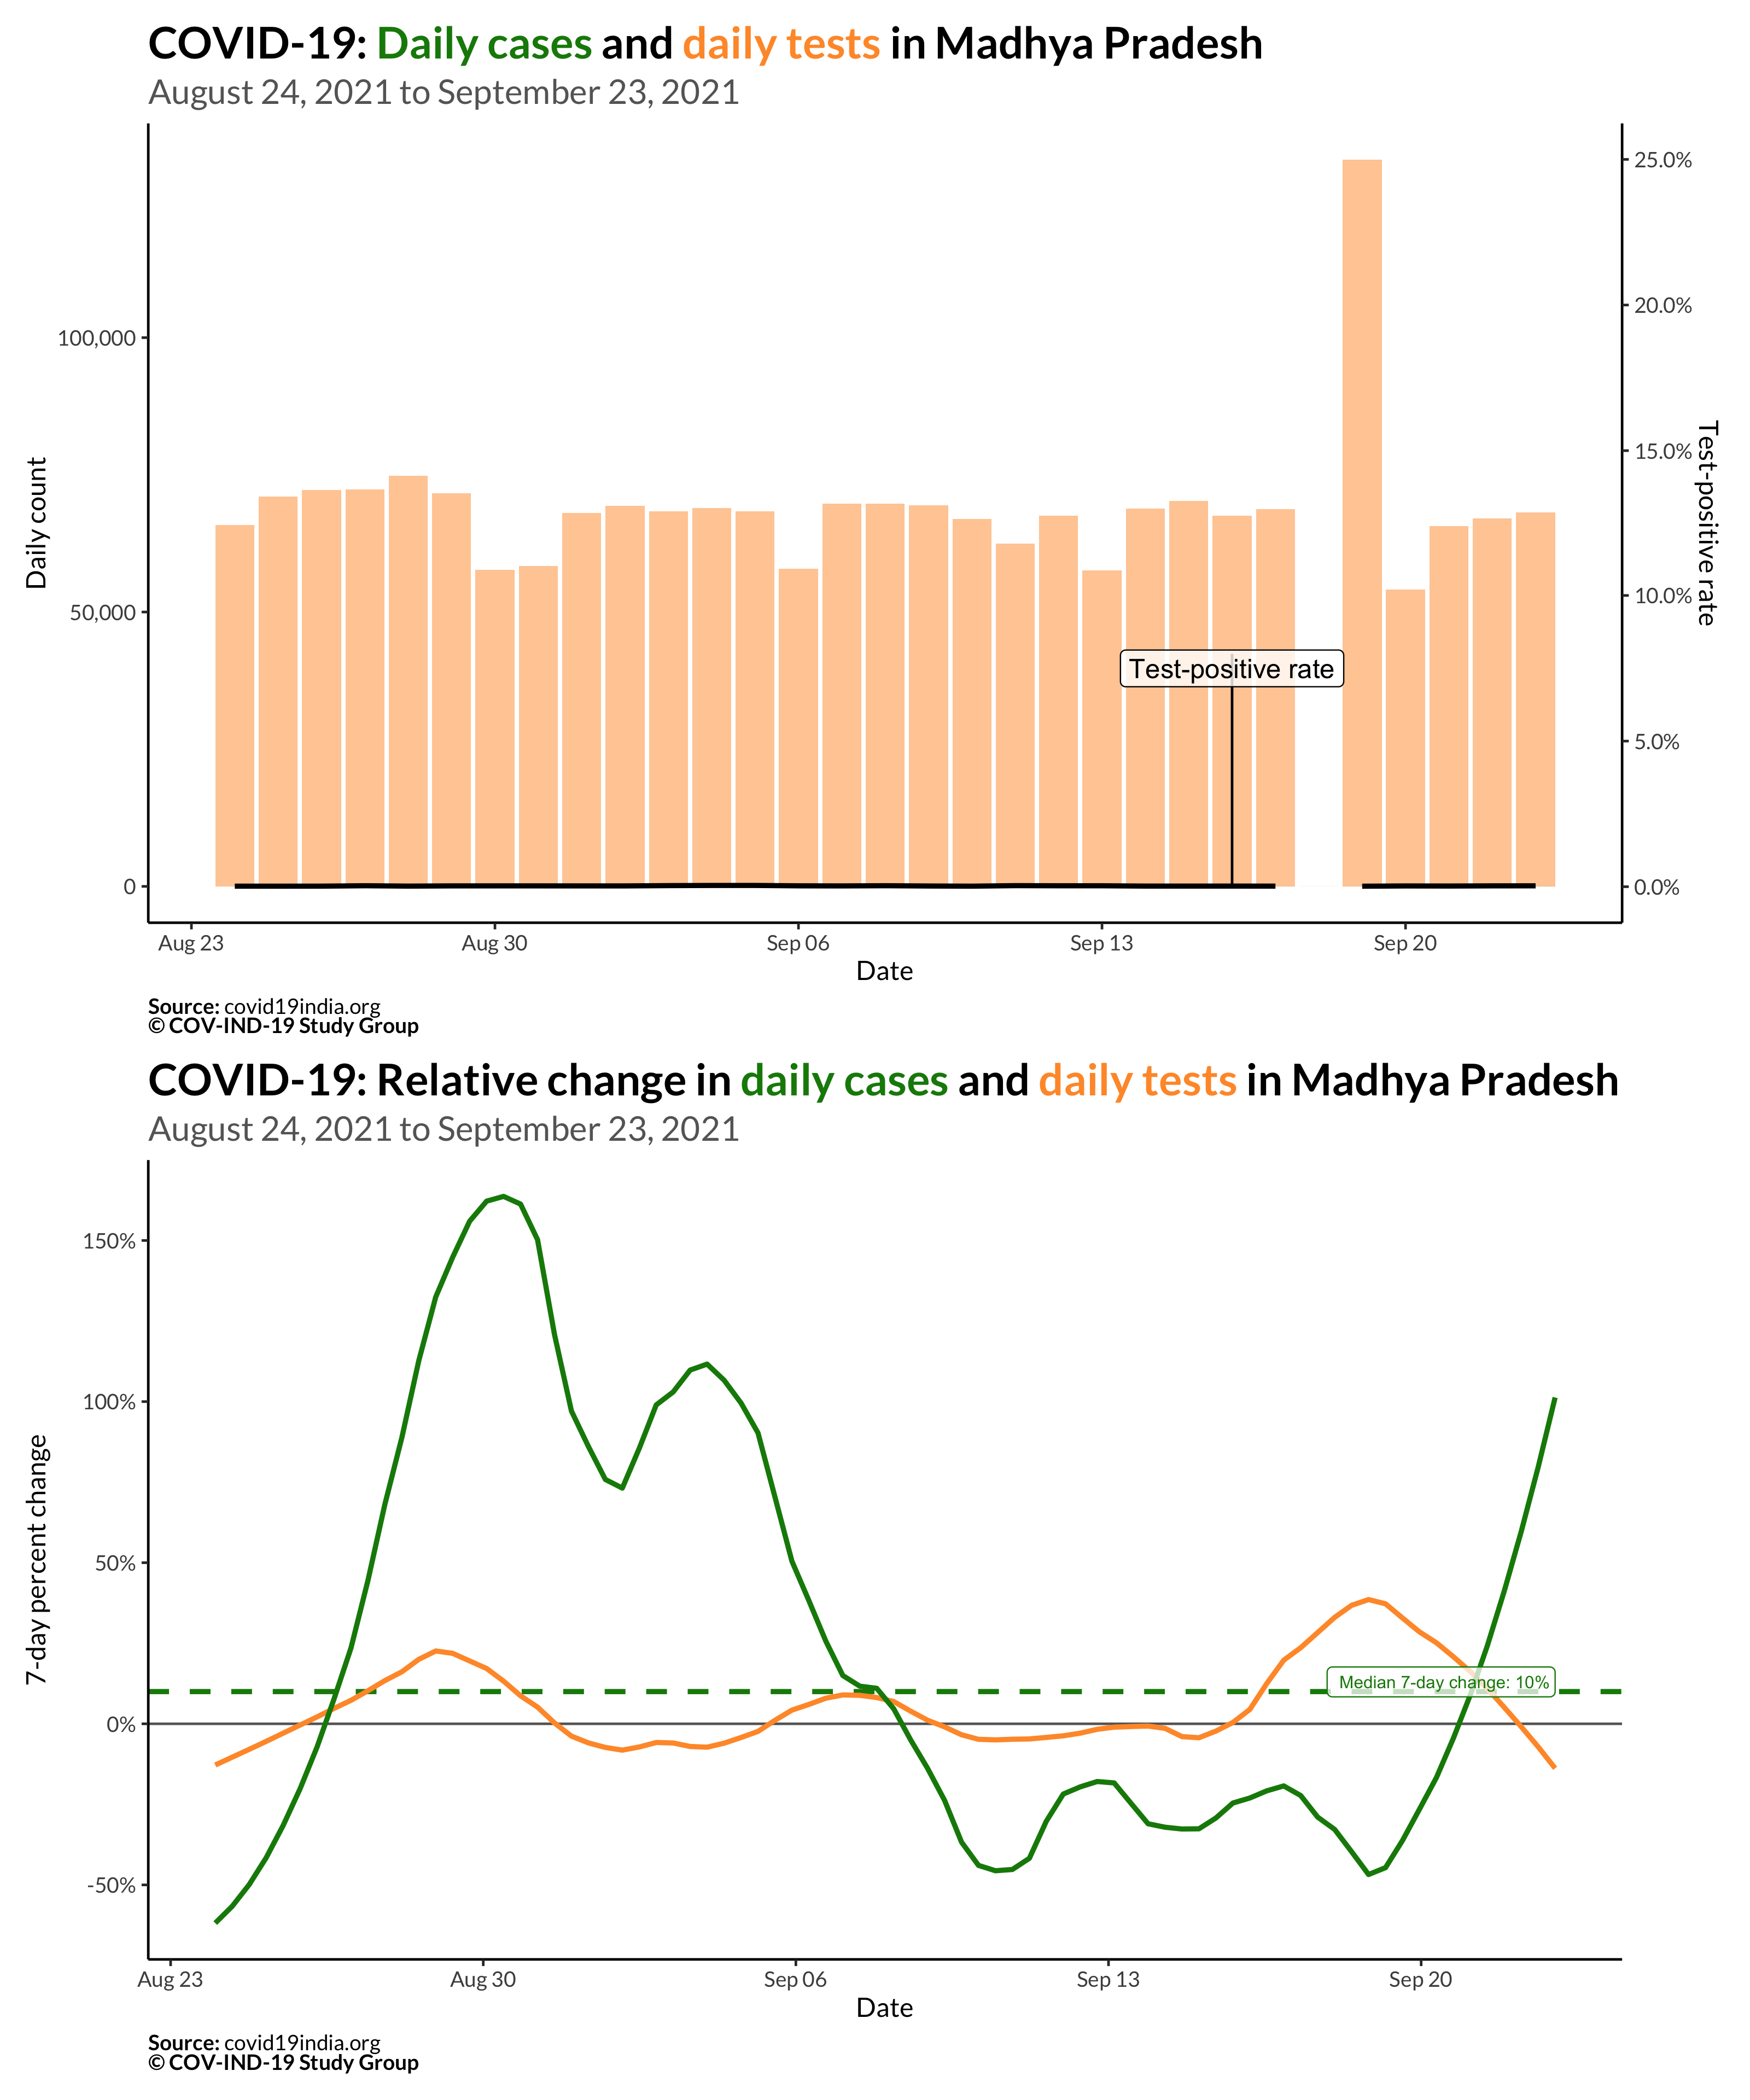 COVID-19: Daily cases and daily tests in Madhya Pradesh
August 24, 2021 to September 23, 2021
Daily count
100,000
50,000
0
25.0%
20.0%
15.0%
10.0%
5.0%
0.0%
Test-positive rate
Test-positive rate
Aug 23
Aug 30
Sep 06
Sep 13
Sep 20
Date
Source: covid19india.org
© COV-IND-19 Study Group
COVID-19: Relative change in daily cases and daily tests in Madhya Pradesh
August 24, 2021 to September 23, 2021
7-day percent change
150%
100%
50%
0%
-50%
Median 7-day change: 10%
Aug 23
Aug 30
Sep 06
Sep 13
Sep 20
Date
Source: covid19india.org
© COV-IND-19 Study Group